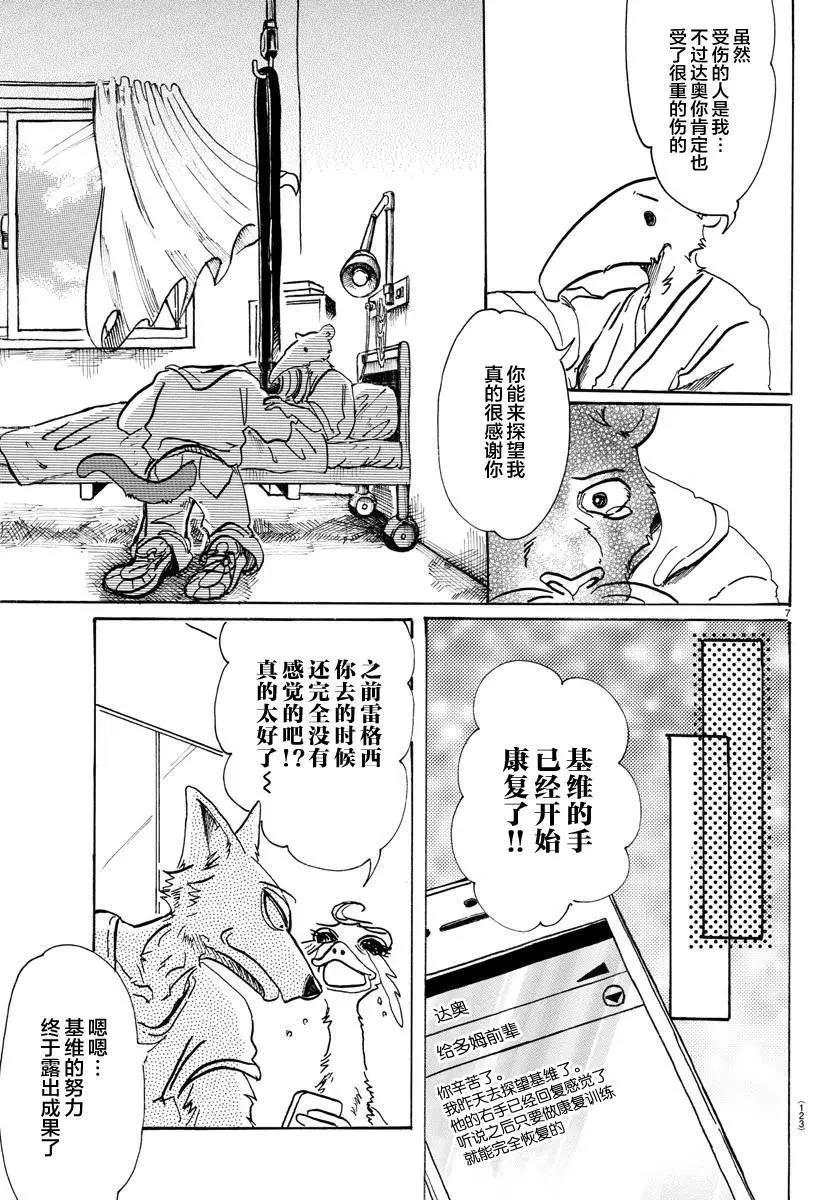 虽然
受伤的人是我…
不过达奥你肯定也
受了很重的伤的
你能来探望我
真的很感谢你
7
基维的手
已经开始
康复了!!
达奥
给多姆前辈
你辛苦了。
我昨天去探望基维了。
他的右手已经回复感觉了
听说之后只要做康复训练
就能完全恢复的
之前雷格西
你去的时候
还完全没有
感觉的吧!?
真的太好了~
嗯嗯…
基维的努力
终于露出成果了
(123)